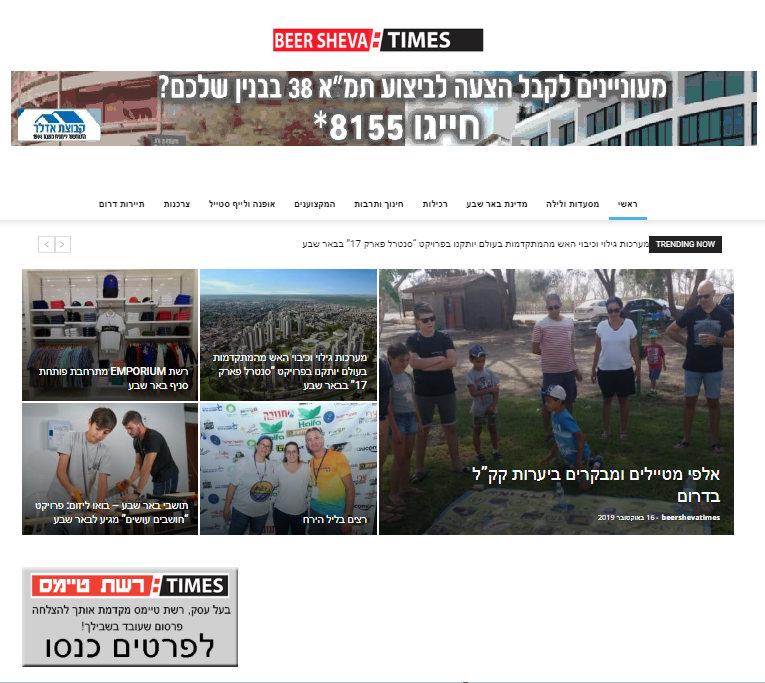 BEER SHEVA:TIMES
מעוניינים לקבל הצעה לביצוע תמ"א 38 בבנין שלכם?
חייגו 8155*
קבוצת אדלר
ראשי
מסעדות ולילה
מדינת באר שבע
רכילות
חינוך ותרבות
המקצוענים
אופנה ולייף סטייל
צרכנות
תיירות דרום
TRENDING NOW
מערכות גילוי וכיבוי האש מהמתקדמות בעולם יותקנו בפרויקט "סנטרל פארק 17" בבאר שבע
אלפי מטיילים ומבקרים ביערות קק"ל
בדרום
beershevatimes - 16 באוקטובר 2019
מערכות גילוי וכיבוי האש מהמתקדמות
בעולם יותקנו בפרויקט "סנטרל פארק
17" בבאר שבע
רשת EMPORIUM מתרחבת פותחת
סניף באר שבע
Haifa
רצים בליל הירח
תושבי באר שבע – בואו ליזום: פרויקט
"חושבים עושים" מגיע לבאר שבע
רשת טיימס:TIMES
בעל עסק, רשת טיימס מקדמת אותך להצלחה
פרסום שעובד בשבילך!
לפרטים כנסו